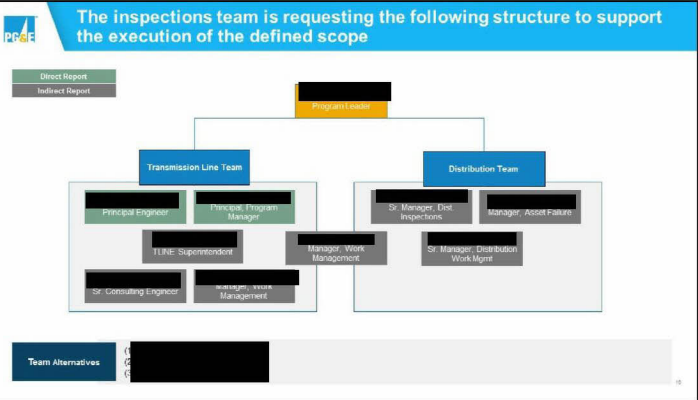 The inspections team is requesting the following structure to support
the execution of the defined scope
PG&E
Direct Report
Indirect Report
Program Leader
Transmission Line Team
Distribution Team
Principal Engineer
Principal, Program
Manager
Sr. Manager, Dist.
Inspections
Manager, Asset Failure
TLINE Superintendent
Manager, Work
Management
Sr. Manager, Distribution
Work Mgmt
Sr. Consulting Engineer
Manager, Work
Management
Team Alternatives
(1
(2
(3